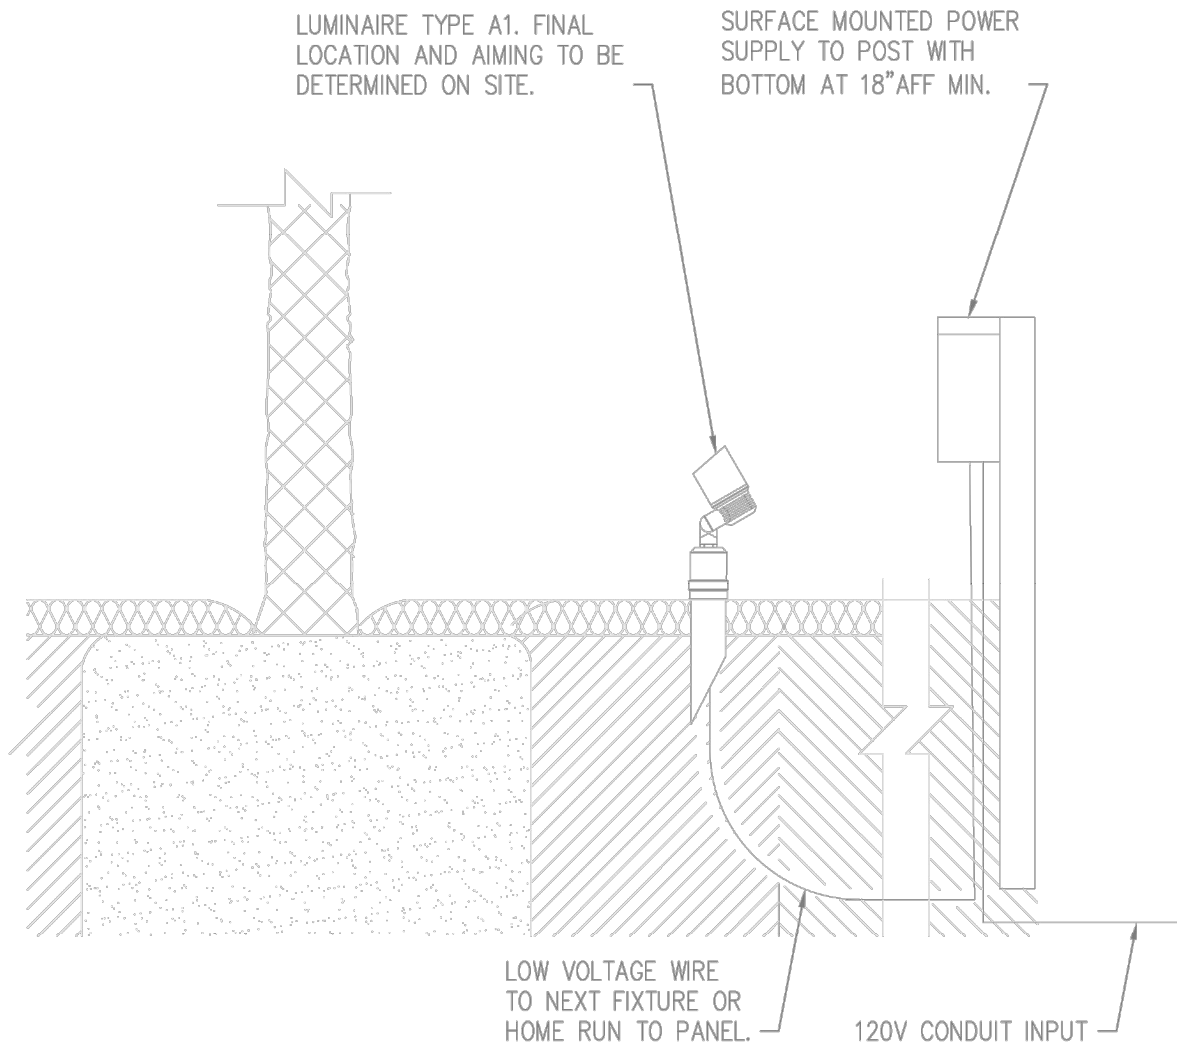 LUMINAIRE TYPE A1. FINAL
LOCATION AND AIMING TO BE
DETERMINED ON SITE.
SURFACE MOUNTED POWER
SUPPLY TO POST WITH
BOTTOM AT 18"AFF MIN.
LOW VOLTAGE WIRE
TO NEXT FIXTURE OR
HOME RUN TO PANEL.
120V CONDUIT INPUT